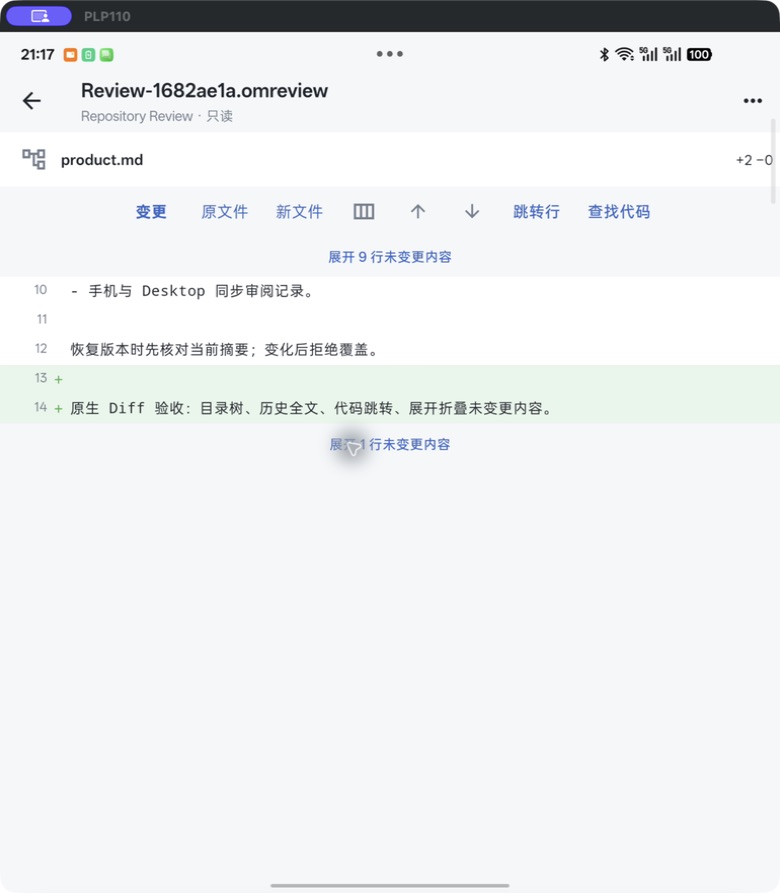 PLP110
21:17 5G 5G 100
Review-1682ae1a.omreview
Repository Review · 只读
product.md +2 −0
变更 原文件 新文件 跳转行 查找代码
展开 9 行未变更内容
10 - 手机与 Desktop 同步审阅记录。
11
12 恢复版本时先核对当前摘要；变化后拒绝覆盖。
13 +
14 + 原生 Diff 验收：目录树、历史全文、代码跳转、展开折叠未变更内容。
展开 1 行未变更内容